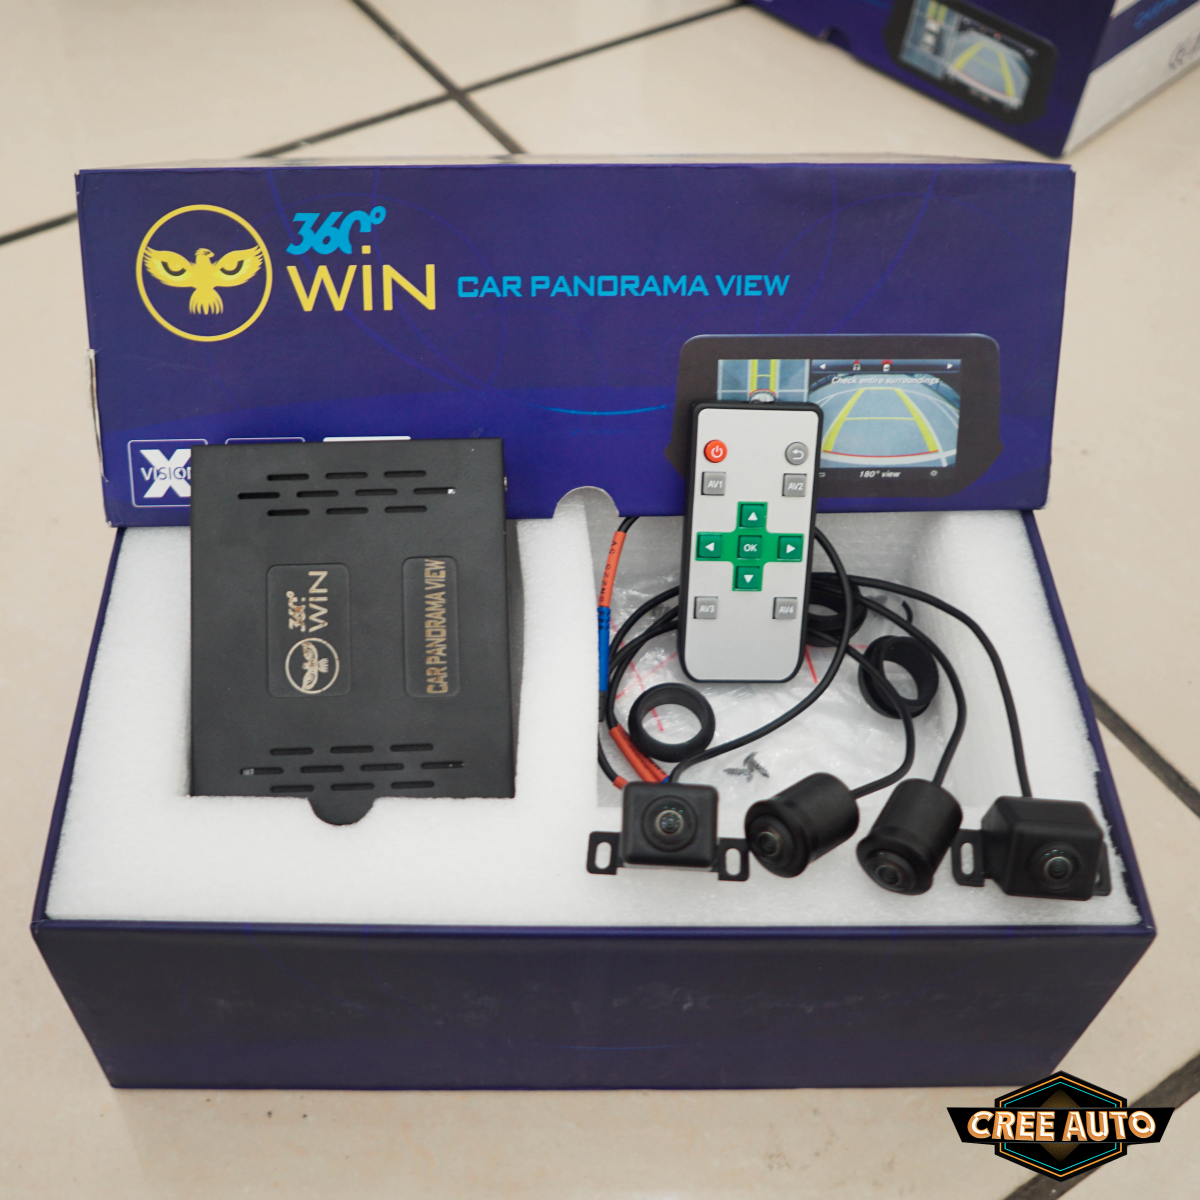 360°
WiN
CAR PANORAMA VIEW
Check entire surroundings
180° view
X
VISION
AV1
AV2
OK
AV3
AV4
360°
WiN
CAR PANORAMA VIEW
CREE AUTO